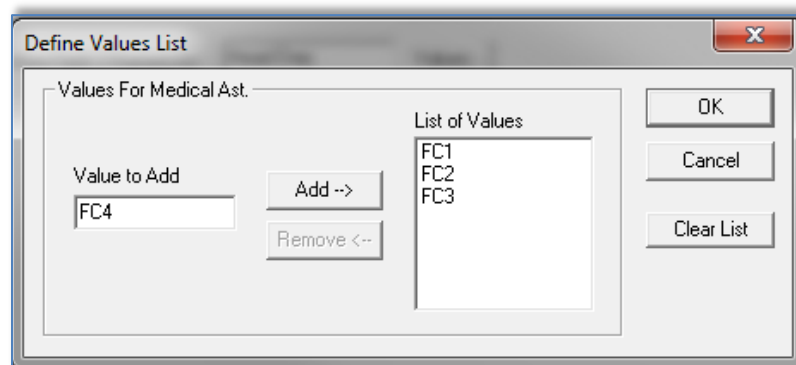 Define Values List
Values For Medical Ast.
List of Values
FC1
FC2
FC3
Value to Add
FC4
Add -->
Remove <--
OK
Cancel
Clear List